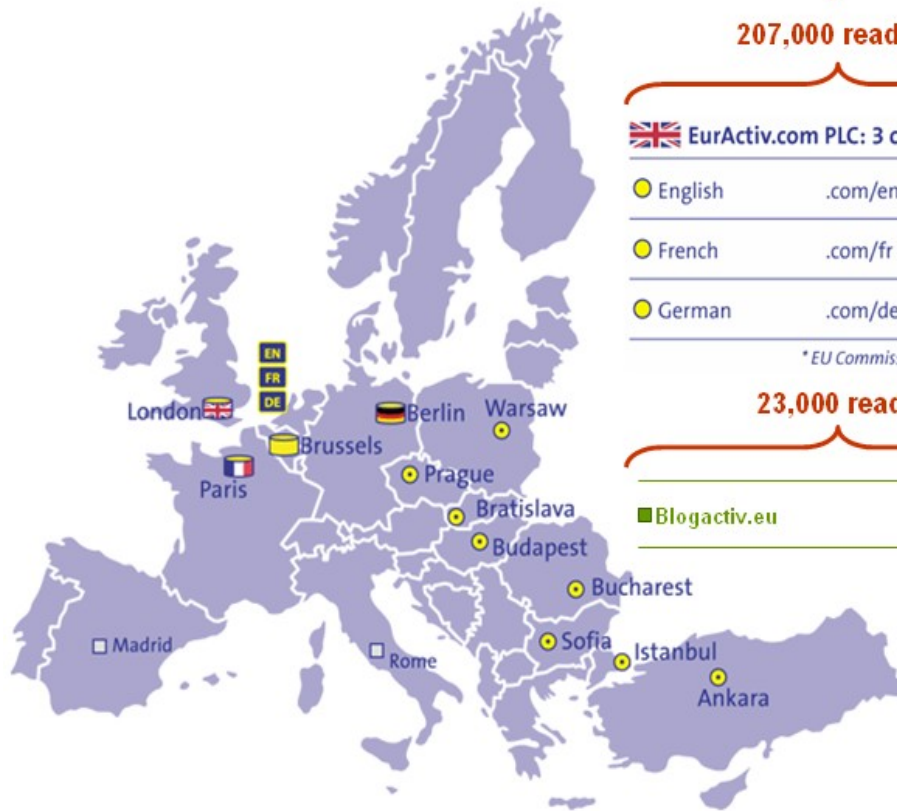 207,000 read
EurActiv.com PLC: 3 c
English .com/en
French .com/fr
German .com/de
* EU Commiss
23,000 read
Blogactiv.eu
EN
FR
DE
London
Berlin
Warsaw
Brussels
Paris
Prague
Bratislava
Budapest
Bucharest
Madrid
Rome
Sofia
Istanbul
Ankara